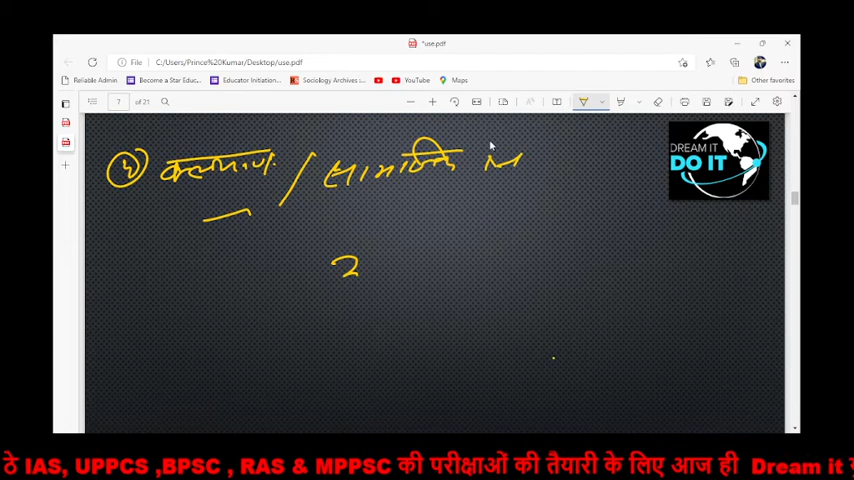 *use.pdf
File C:/Users/Prince%20Kumar/Desktop/use.pdf
Reliable Admin Become a Star Educ... Educator Initiation... Sociology Archives :... YouTube Maps Other favorites
7 of 21
कल्याण / सामाजिक
DREAM IT
DO IT
2
ठे IAS, UPPCS ,BPSC , RAS & MPPSC की परीक्षाओं की तैयारी के लिए आज ही Dream it